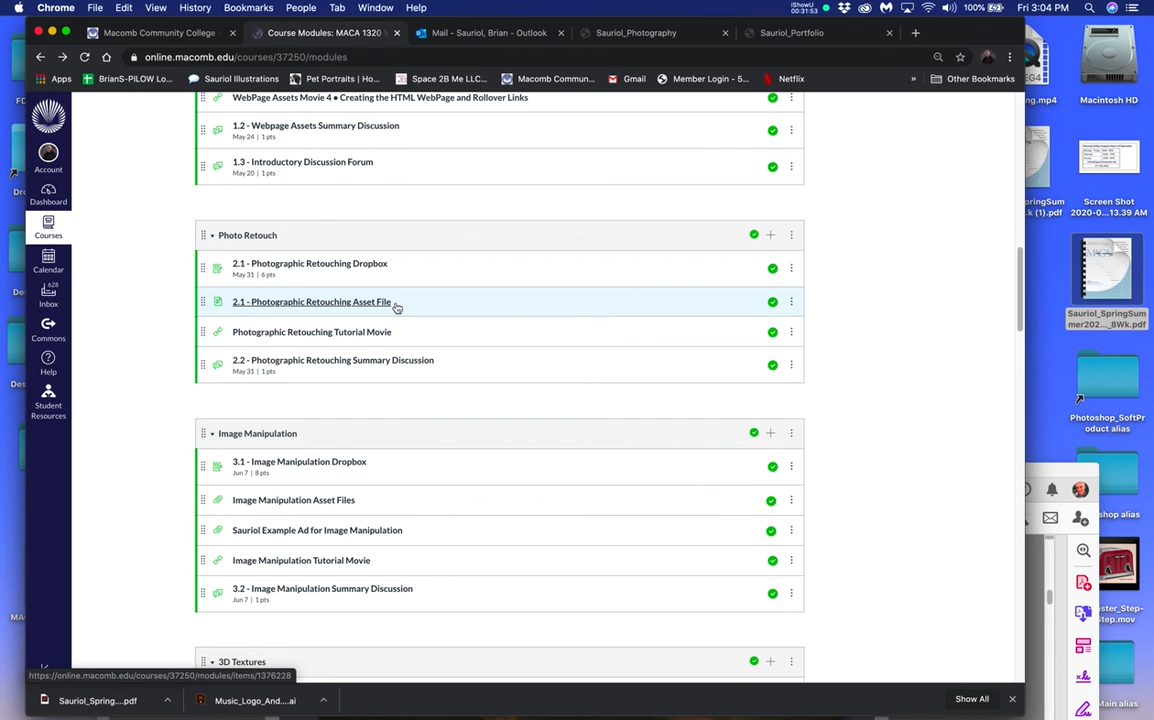 Chrome File Edit View History Bookmarks People Tab Window Help
iShowU
00:31:53
100%
Fri 3:04 PM
Macomb Community College -
Course Modules: MACA 1320
Mail - Sauriol, Brian - Outlook
Sauriol_Photography
Sauriol_Portfolio
online.macomb.edu/courses/37250/modules
Apps
BrianS-PILOW Lo...
Sauriol Illustrations
Pet Portraits | Ho...
Space 2B Me LLC...
Macomb Commun...
Gmail
Member Login - 5...
Netflix
»
Other Bookmarks
Account
Dashboard
Courses
Calendar
628
Inbox
Commons
Help
Student
Resources
WebPage Assets Movie 4 • Creating the HTML WebPage and Rollover Links
1.2 - Webpage Assets Summary Discussion
May 24 | 1 pts
1.3 - Introductory Discussion Forum
May 20 | 1 pts
Photo Retouch
2.1 - Photographic Retouching Dropbox
May 31 | 6 pts
2.1 - Photographic Retouching Asset File
Photographic Retouching Tutorial Movie
2.2 - Photographic Retouching Summary Discussion
May 31 | 1 pts
Image Manipulation
3.1 - Image Manipulation Dropbox
Jun 7 | 8 pts
Image Manipulation Asset Files
Sauriol Example Ad for Image Manipulation
Image Manipulation Tutorial Movie
3.2 - Image Manipulation Summary Discussion
Jun 7 | 1 pts
3D Textures
https://online.macomb.edu/courses/37250/modules/items/1376228
Sauriol_Spring....pdf
Music_Logo_And....ai
Show All
Macintosh HD
Screen Shot
2020-0...13.39 AM
Sauriol_SpringSum
mer202..._8Wk.pdf
Photoshop_SoftPr
oduct alias